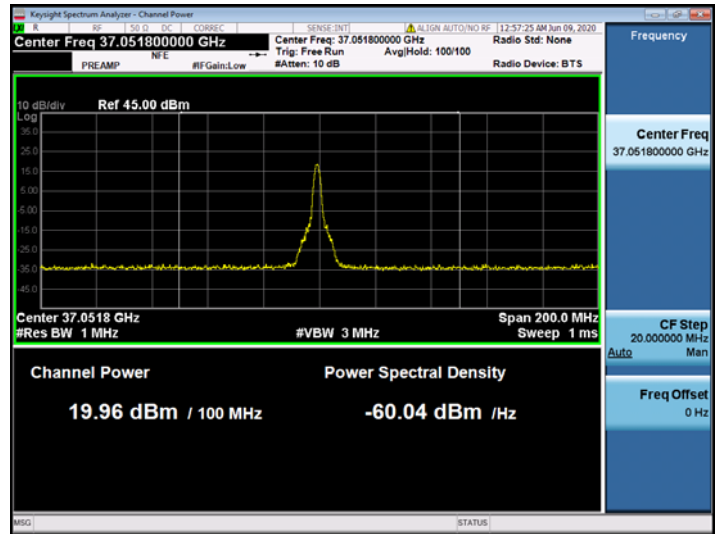 Keysight Spectrum Analyzer - Channel Power
R RF 50 Ω DC CORREC SENSE:INT ALIGN AUTO/NO RF 12:57:25 AM Jun 09, 2020
Center Freq 37.051800000 GHz
Center Freq: 37.051800000 GHz
Radio Std: None
NFE
Trig: Free Run
Avg|Hold: 100/100
PREAMP
#IFGain:Low
#Atten: 10 dB
Radio Device: BTS
10 dB/div
Ref 45.00 dBm
Log
35.0
25.0
15.0
5.00
-5.00
-15.0
-25.0
-35.0
-45.0
Center 37.0518 GHz
Span 200.0 MHz
#Res BW 1 MHz
#VBW 3 MHz
Sweep 1 ms
Channel Power
Power Spectral Density
19.96 dBm / 100 MHz
-60.04 dBm /Hz
MSG
STATUS
Frequency
Center Freq
37.051800000 GHz
CF Step
20.000000 MHz
Auto Man
Freq Offset
0 Hz